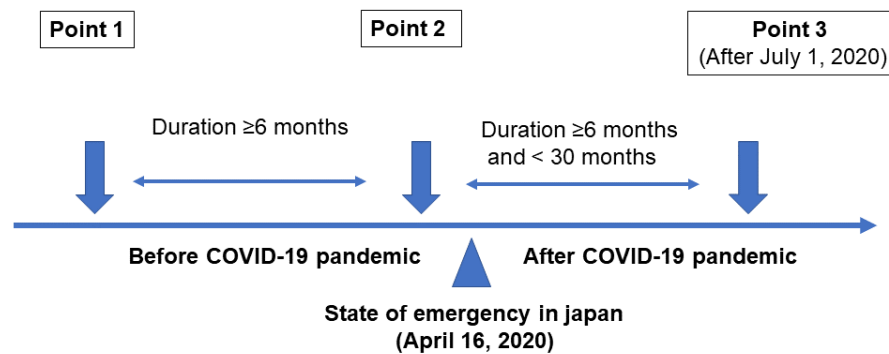 Point 1
Point 2
Point 3
(After July 1, 2020)
Duration ≥6 months
Duration ≥6 months
and < 30 months
Before COVID-19 pandemic
After COVID-19 pandemic
State of emergency in japan
(April 16, 2020)